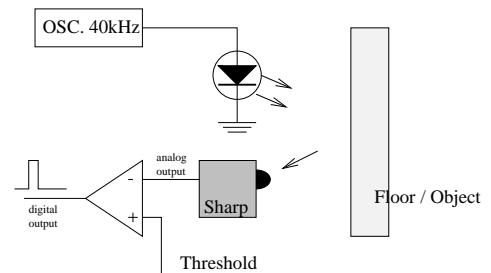 OSC. 40kHz
analog
output
-
+
Sharp
Floor / Object
digital
output
Threshold